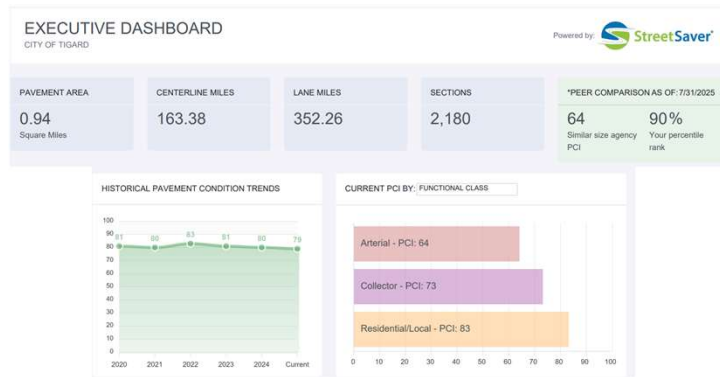 EXECUTIVE DASHBOARD
CITY OF TIGARD
Powered by: StreetSaver
PAVEMENT AREA
0.94
Square Miles
CENTERLINE MILES
163.38
LANE MILES
352.26
SECTIONS
2,180
*PEER COMPARISON AS OF: 7/31/2025
64
Similar size agency
PCI
90%
Your percentile
rank
HISTORICAL PAVEMENT CONDITION TRENDS
100
90
80
70
60
50
40
30
20
10
0
81 80 83 81 80 79
2020 2021 2022 2023 2024 Current
CURRENT PCI BY: FUNCTIONAL CLASS
Arterial - PCI: 64
Collector - PCI: 73
Residential/Local - PCI: 83
0 10 20 30 40 50 60 70 80 90 100